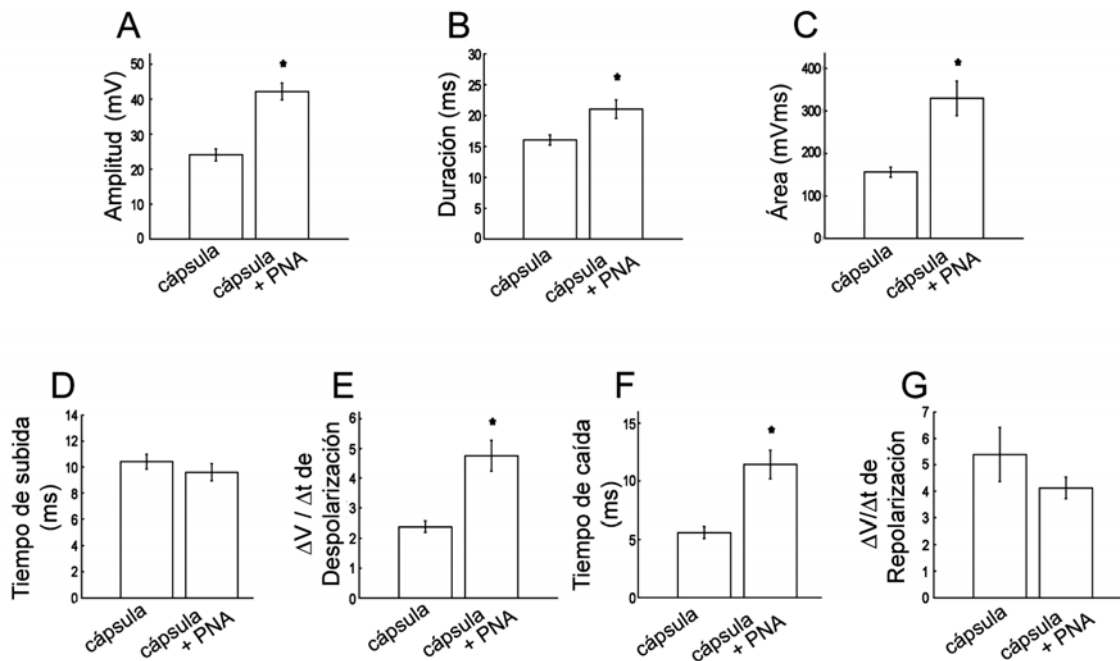 A
Amplitud (mV)
50
40
30
20
10
0
*
cápsula
cápsula
+ PNA
B
Duración (ms)
30
25
20
15
10
5
0
*
cápsula
cápsula
+ PNA
C
Área (mVms)
400
300
200
100
0
*
cápsula
cápsula
+ PNA
D
Tiempo de subida
(ms)
14
12
10
8
6
4
2
0
cápsula
cápsula
+ PNA
E
ΔV / Δt de
Despolarización
6
5
4
3
2
1
0
*
cápsula
cápsula
+ PNA
F
Tiempo de caída
(ms)
15
10
5
0
*
cápsula
cápsula
+ PNA
G
ΔV/Δt de
Repolarización
7
6
5
4
3
2
1
0
cápsula
cápsula
+ PNA